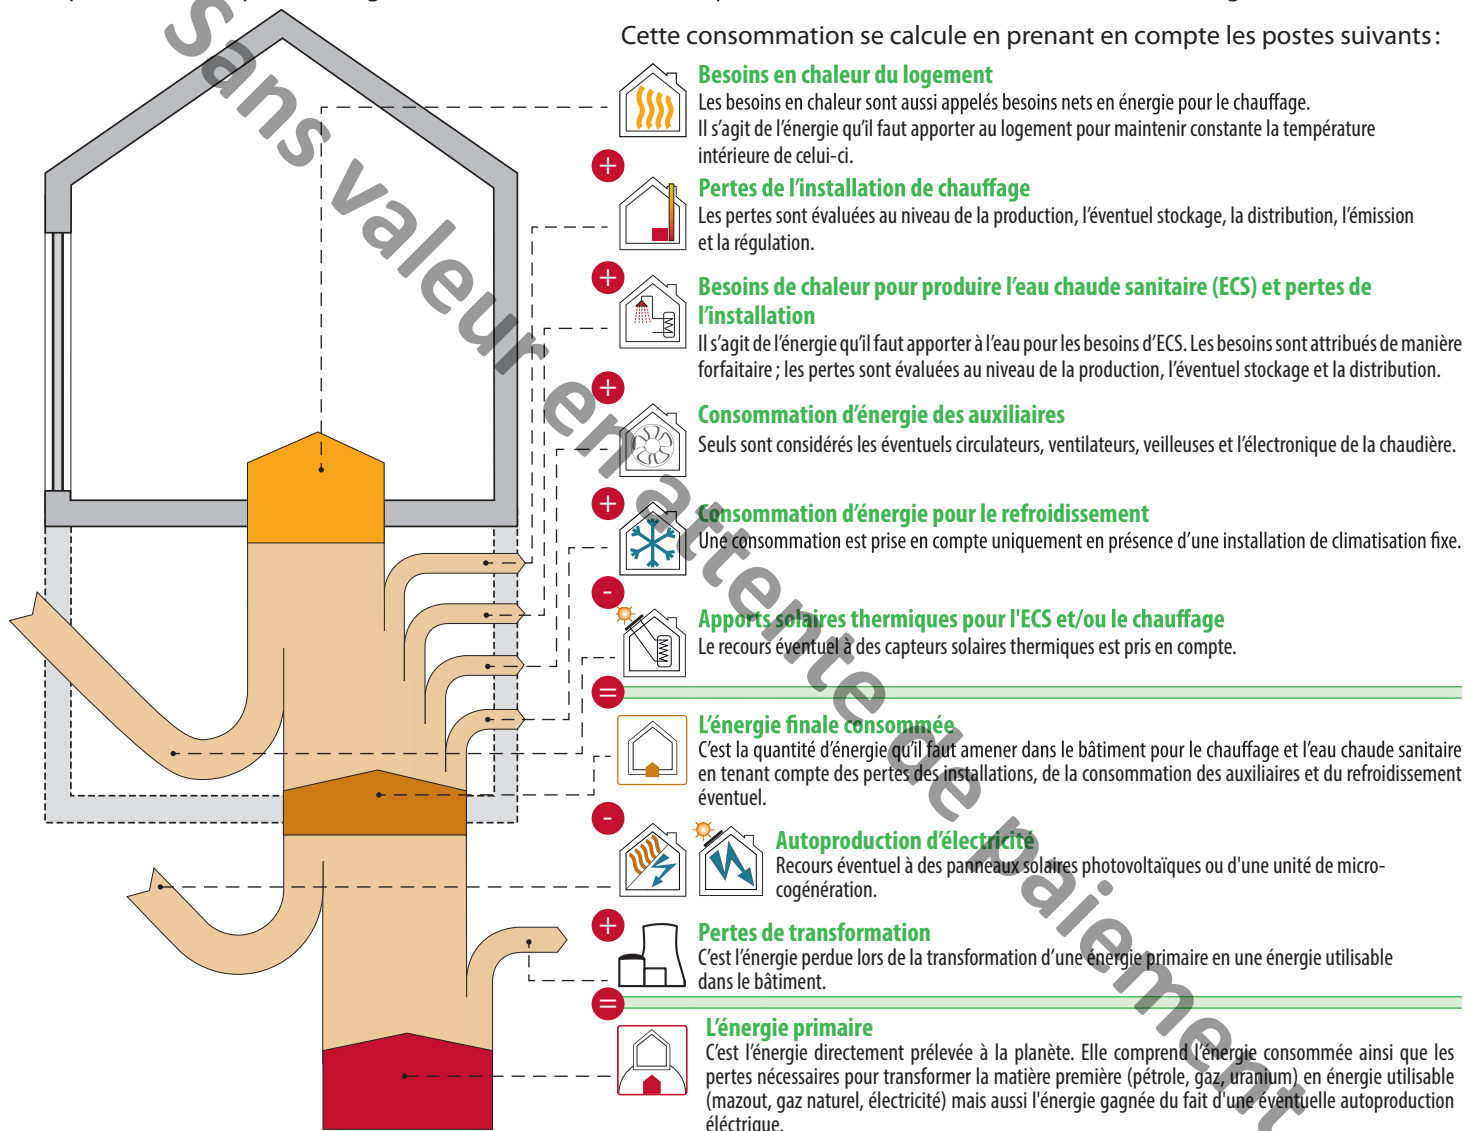 Cette consommation se calcule en prenant en compte les postes suivants :
Besoins en chaleur du logement
Les besoins en chaleur sont aussi appelés besoins nets en énergie pour le chauffage.
Il s'agit de l'énergie qu'il faut apporter au logement pour maintenir constante la température
intérieure de celui-ci.
+
Pertes de l'installation de chauffage
Les pertes sont évaluées au niveau de la production, l'éventuel stockage, la distribution, l'émission
et la régulation.
+
Besoins de chaleur pour produire l'eau chaude sanitaire (ECS) et pertes de
l'installation
Il s'agit de l'énergie qu'il faut apporter à l'eau pour les besoins d'ECS. Les besoins sont attribués de manière
forfaitaire ; les pertes sont évaluées au niveau de la production, l'éventuel stockage et la distribution.
+
Consommation d'énergie des auxiliaires
Seuls sont considérés les éventuels circulateurs, ventilateurs, veilleuses et l'électronique de la chaudière.
+
Consommation d'énergie pour le refroidissement
Une consommation est prise en compte uniquement en présence d'une installation de climatisation fixe.
-
Apports solaires thermiques pour l'ECS et/ou le chauffage
Le recours éventuel à des capteurs solaires thermiques est pris en compte.
=
L'énergie finale consommée
C'est la quantité d'énergie qu'il faut amener dans le bâtiment pour le chauffage et l'eau chaude sanitaire
en tenant compte des pertes des installations, de la consommation des auxiliaires et du refroidissement
éventuel.
-
Autoproduction d'électricité
Recours éventuel à des panneaux solaires photovoltaïques ou d'une unité de micro-
cogénération.
+
Pertes de transformation
C'est l'énergie perdue lors de la transformation d'une énergie primaire en une énergie utilisable
dans le bâtiment.
=
L'énergie primaire
C'est l'énergie directement prélevée à la planète. Elle comprend l'énergie consommée ainsi que les
pertes nécessaires pour transformer la matière première (pétrole, gaz, uranium) en énergie utilisable
(mazout, gaz naturel, électricité) mais aussi l'énergie gagnée du fait d'une éventuelle autoproduction
éléctrique.
Sans valeur en attente de paiement